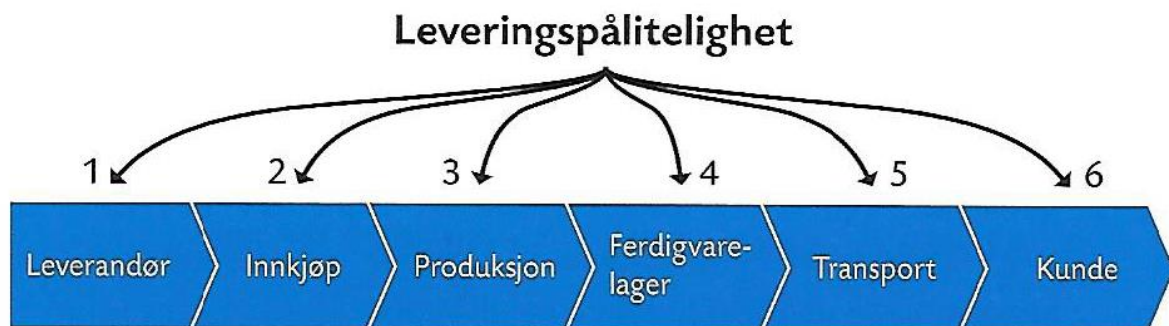 Leveringspålitelighet
1 2 3 4 5 6
Leverandør Innkjøp Produksjon Ferdigvare-
lager Transport Kunde